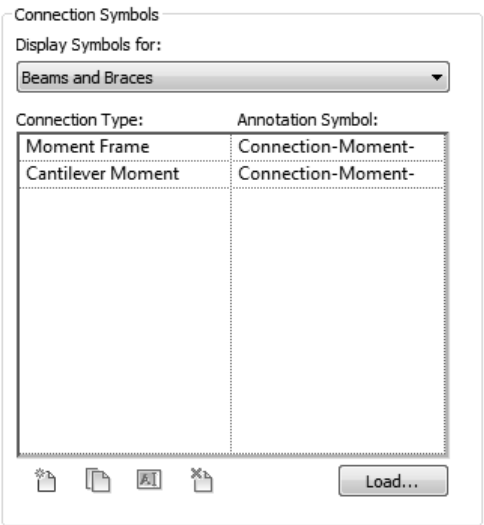 Connection Symbols
Display Symbols for:
Beams and Braces
Connection Type: Annotation Symbol:
Moment Frame Connection-Moment-
Cantilever Moment Connection-Moment-
Load...